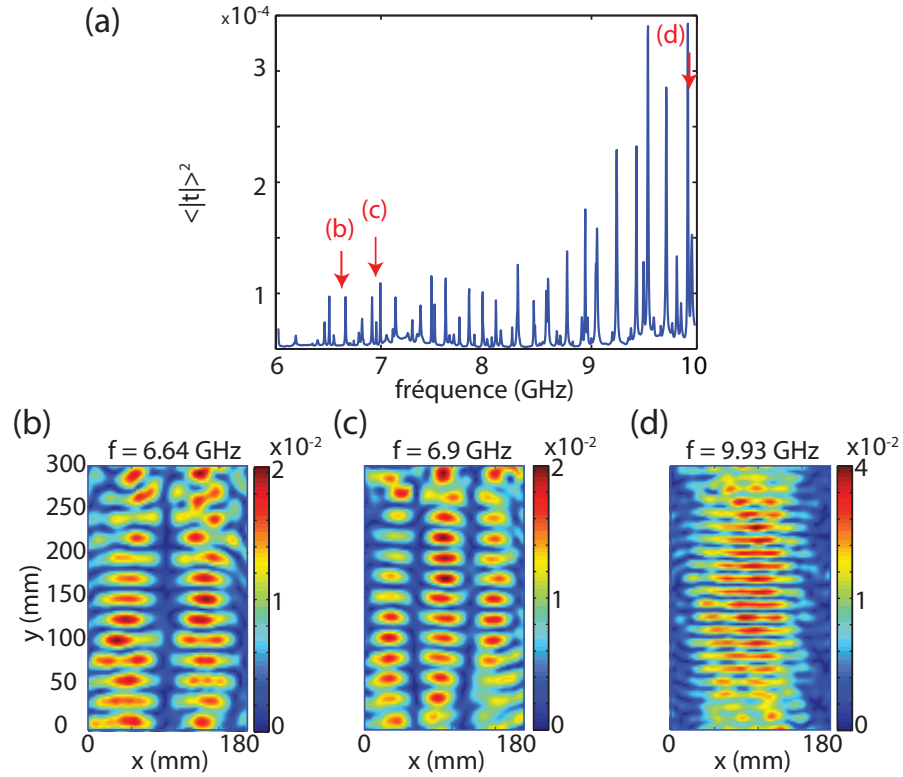 (a)
x10-4
(d)
3
2
1
<|t|>2
(b)
(c)
6
7
8
9
10
fréquence (GHz)
(b)
f = 6.64 GHz
x10-2
(c)
f = 6.9 GHz
x10-2
(d)
f = 9.93 GHz
x10-2
300
250
200
150
100
50
0
y (mm)
2
1
0
2
1
0
4
1
0
0
180
x (mm)
0
180
x (mm)
0
180
x (mm)